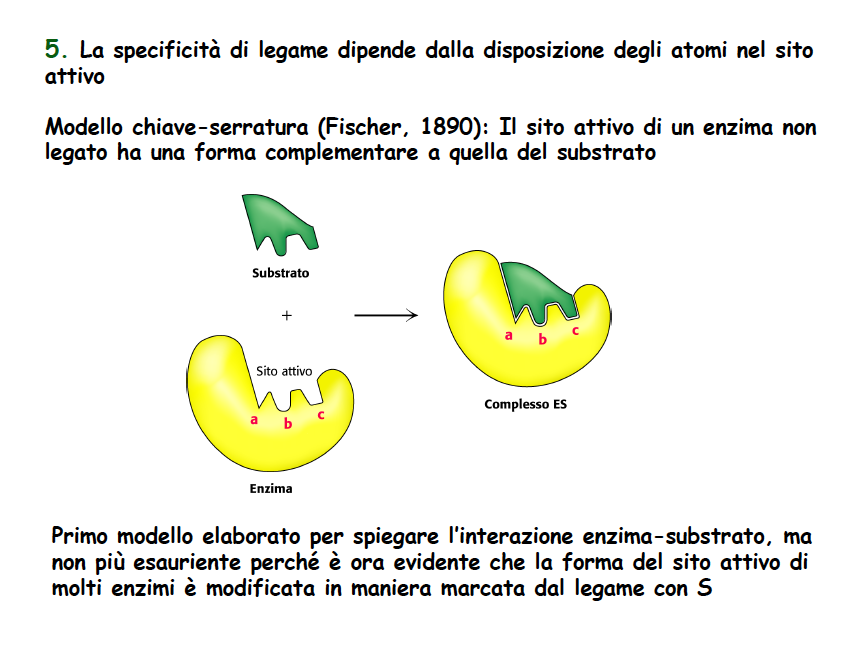 5. La specificità di legame dipende dalla disposizione degli atomi nel sito
attivo
Modello chiave-serratura (Fischer, 1890): Il sito attivo di un enzima non
legato ha una forma complementare a quella del substrato
Substrato
+
Sito attivo
a
b
c
Enzima
a
b
c
Complesso ES
Primo modello elaborato per spiegare l'interazione enzima-substrato, ma
non più esauriente perché è ora evidente che la forma del sito attivo di
molti enzimi è modificata in maniera marcata dal legame con S